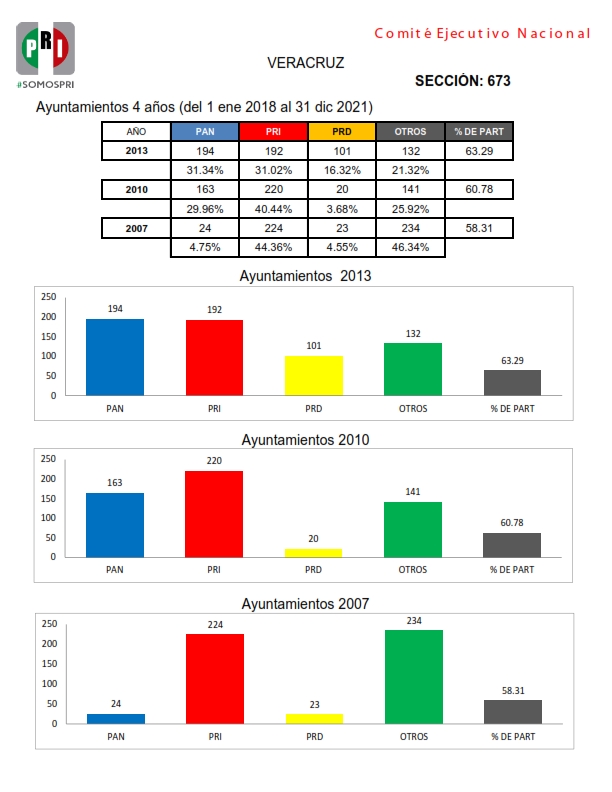 Comité Ejecutivo Nacional
PRI
#SOMOSPRI
VERACRUZ
SECCIÓN: 673
Ayuntamientos 4 años (del 1 ene 2018 al 31 dic 2021)
AÑO PAN PRI PRD OTROS % DE PART
2013 194 192 101 132 63.29
31.34% 31.02% 16.32% 21.32%
2010 163 220 20 141 60.78
29.96% 40.44% 3.68% 25.92%
2007 24 224 23 234 58.31
4.75% 44.36% 4.55% 46.34%
Ayuntamientos 2013
250
200
150
100
50
0
194 192 101 132 63.29
PAN PRI PRD OTROS % DE PART
Ayuntamientos 2010
250
200
150
100
50
0
163 220 20 141 60.78
PAN PRI PRD OTROS % DE PART
Ayuntamientos 2007
250
200
150
100
50
0
24 224 23 234 58.31
PAN PRI PRD OTROS % DE PART